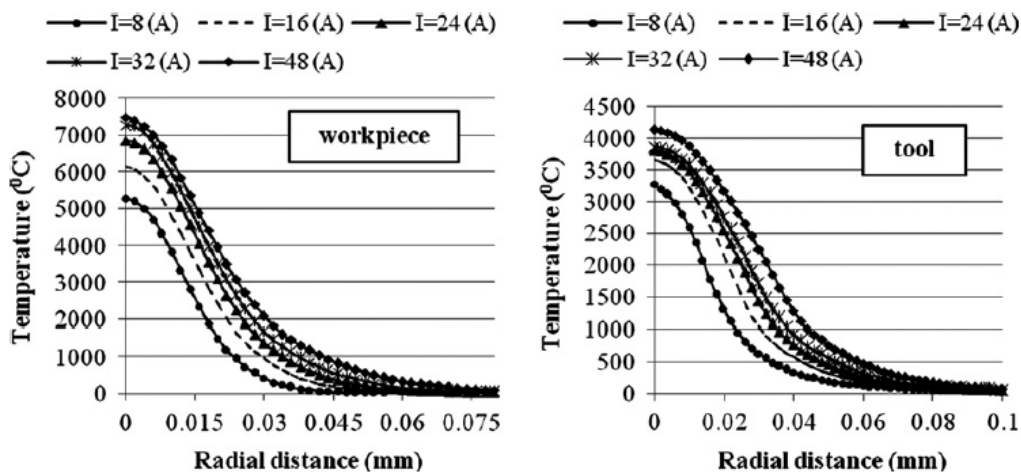 I=8 (A) I=16 (A) I=24 (A)
I=32 (A) I=48 (A)
workpiece
Temperature (⁰C)
8000
7000
6000
5000
4000
3000
2000
1000
0
0 0.015 0.03 0.045 0.06 0.075
Radial distance (mm)
I=8 (A) I=16 (A) I=24 (A)
I=32 (A) I=48 (A)
tool
Temperature (⁰C)
4500
4000
3500
3000
2500
2000
1500
1000
500
0
0 0.02 0.04 0.06 0.08 0.1
Radial distance (mm)